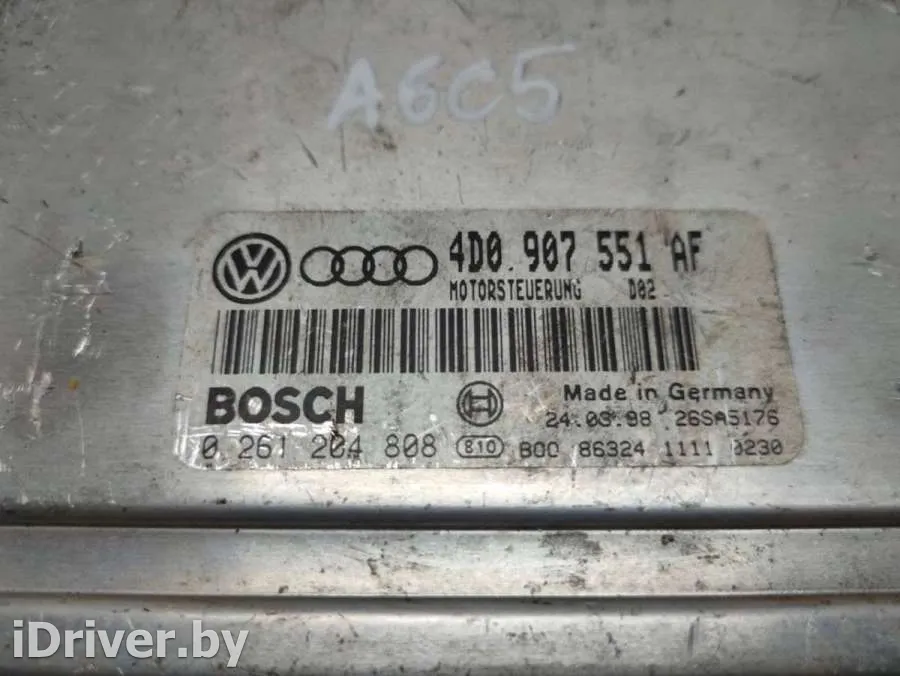 A6C5
4D0 907 551 AF
MOTORSTEUERUNG D02
BOSCH
Made in Germany
24.03.98 26SA5176
0 261 204 808 810 BOO 86324 1111 0230
iDriver.by